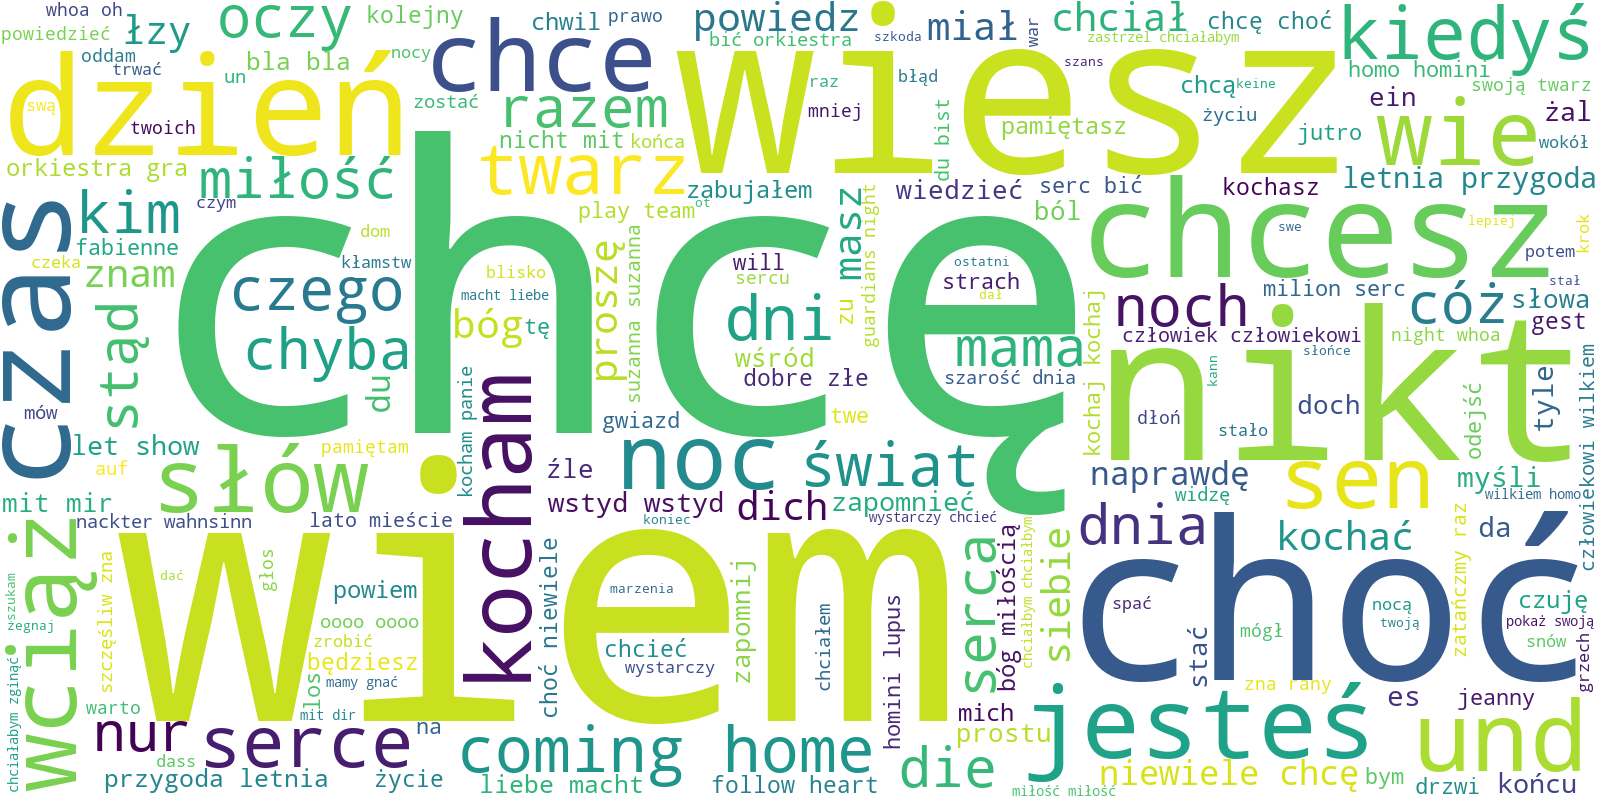 whoa oh
powiedzieć
łzy
oczy
kolejny
chwil
prawo
powiedz
miał
chciał
chcę choć
kiedyś
oddam
trwać
nocy
bla bla
un
chce
bić orkiestra
szkoda
war
zastrzel chciałabym
wiesz
szans
homo homini
swoją twarz
dzień
swą
twoich
zostać
razem
raz
błąd
mniej
chcą
keine
ein
żal
nicht mit
końca
du bist
pamiętasz
życiu
jutro
wie
wokół
orkiestra gra
miłość
twarz
zabujałem
ot
masz
guardians night
wiedzieć
serc bić
kochasz
letnia przygoda
czas
kim
czym
play team
ból
chcesz
swe
lepiej
krok
fabienne
czeka
znam
dom
kłamstw
chcę
proszę
suzanna suzanna
will
sercu
zu
ostatni
strach
dał
potem
stał
czego
blisko
macht liebe
bóg
tę
dni
kochaj kochaj
noch
milion serc
cóż
słowa
gest
stąd
chyba
du
wśród
dobre złe
mama
szarość dnia
człowiek człowiekowi
night whoa
słońce
kann
nikt
mów
kocham panie
kocham
gwiazd
twe
dłoń
stało
doch
odejść
tyle
człowiekowi wilkiem
let show
auf
słów
pamiętam
źle
noc
świat
naprawdę
widzę
sen
myśli
wilkiem homo
mit mir
nackter wahnsinn
lato mieście
wstyd wstyd
koniec
dich
zapomnieć
wystarczy chcieć
wciąż
szukam
żegnaj
chciałabym zginąć
szczęśliw zna
dać
głos
wiem
powiem
oooo oooo
zrobić
będziesz
los
mamy gnać
choć niewiele
marzenia
chcieć
wystarczy
zapomnij
chciałem
homini lupus
serca
bóg miłością
chciałabym chciałabym
siebie
dnia
kochać
da
zatańczmy raz
choć
spać
stać
mógł
nocą
twoją
czuję
pokaż swoją
snów
grzech
warto
nur
dass
serce
mit dir
na
mich
prostu
zna rany
jesteś
es
jeanny
und
przygoda letnia
życie
coming home
liebe macht
follow heart
die
miłość miłość
niewiele chcę
bym
drzwi
końcu